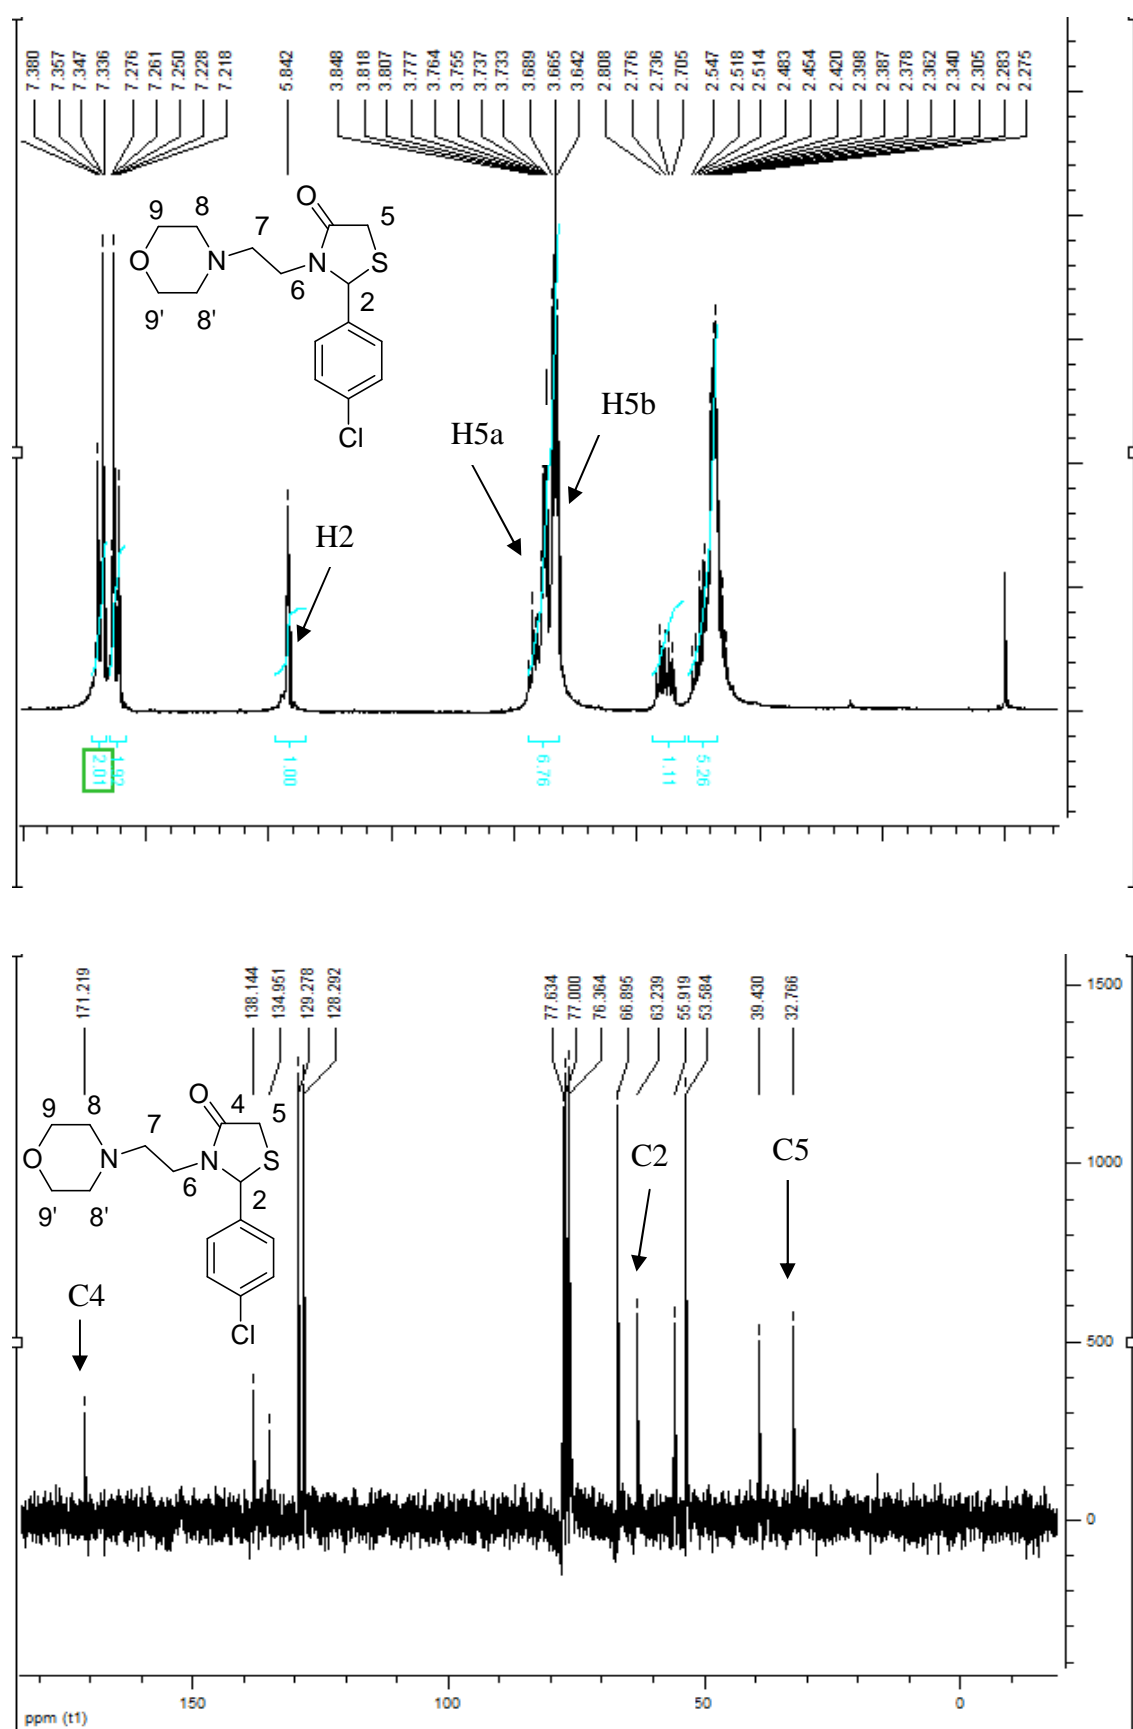 7.380 7.357 7.347 7.336 7.276 7.261 7.250 7.228 7.218 5.842 3.848 3.818 3.807 3.777 3.764 3.755 3.737 3.733 3.689 3.665 3.642 2.808 2.776 2.736 2.705 2.547 2.518 2.514 2.483 2.454 2.420 2.398 2.387 2.378 2.362 2.340 2.305 2.283 2.275
O
9 8 7 5
O N N S
6
9' 8' 2
Cl
H5b
H5a
H2
2.01 1.92 1.00 6.76 1.11 5.26
171.219 138.144 134.951 129.278 128.292 77.634 77.000 76.364 66.895 63.239 55.919 53.584 39.430 32.766
1500
O 4 5
9 8 7
O N N S
6
9' 8' 2
Cl
C2 C5
1000
C4
500
0
150 100 50 0
ppm (t1)